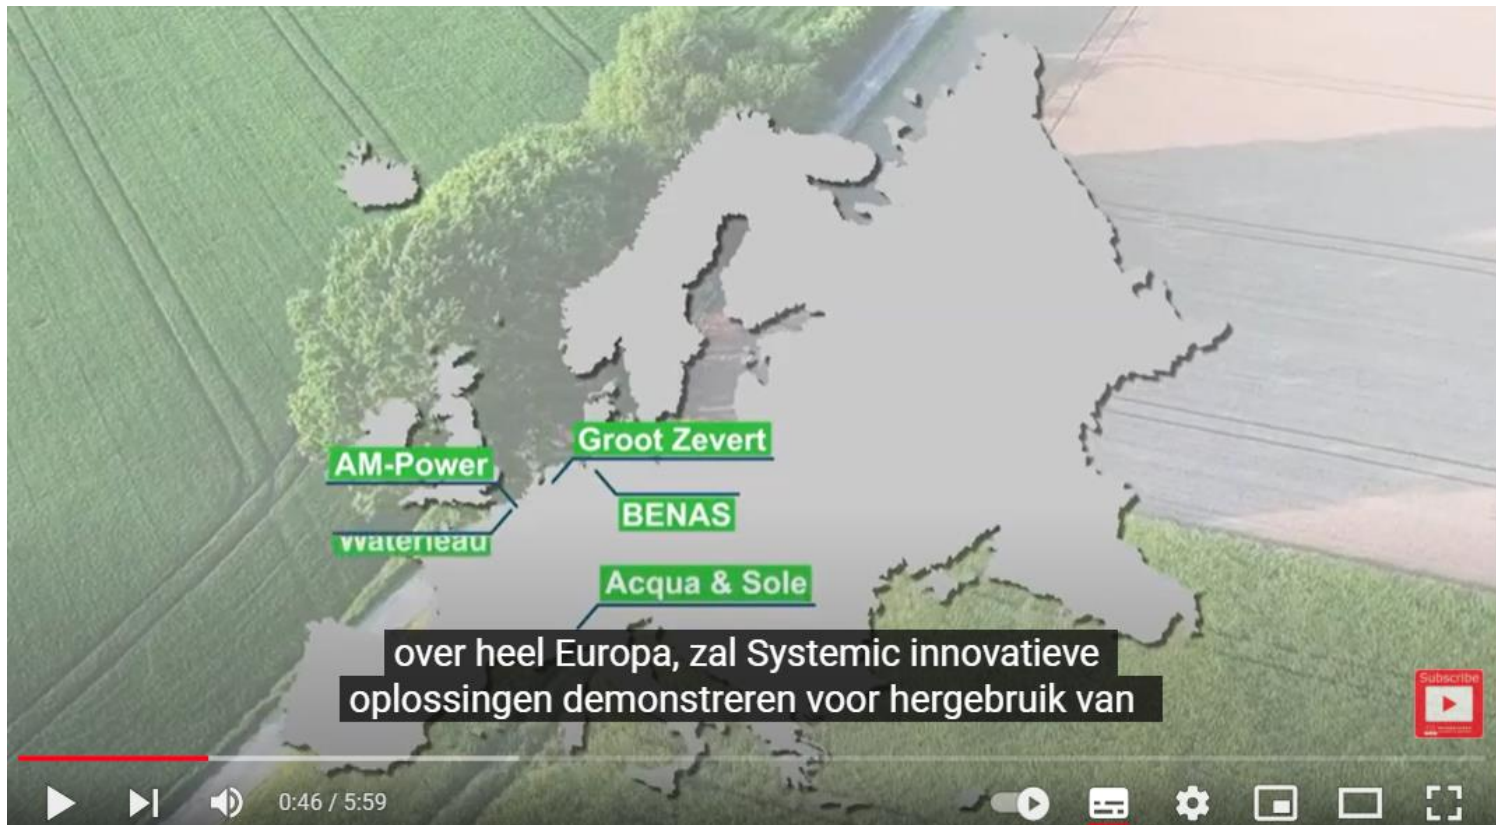 Groot Zevert
AM-Power
BENAS
Waterleau
Acqua & Sole
over heel Europa, zal Systemic innovatieve
oplossingen demonstreren voor hergebruik van
Subscribe
0:46 / 5:59